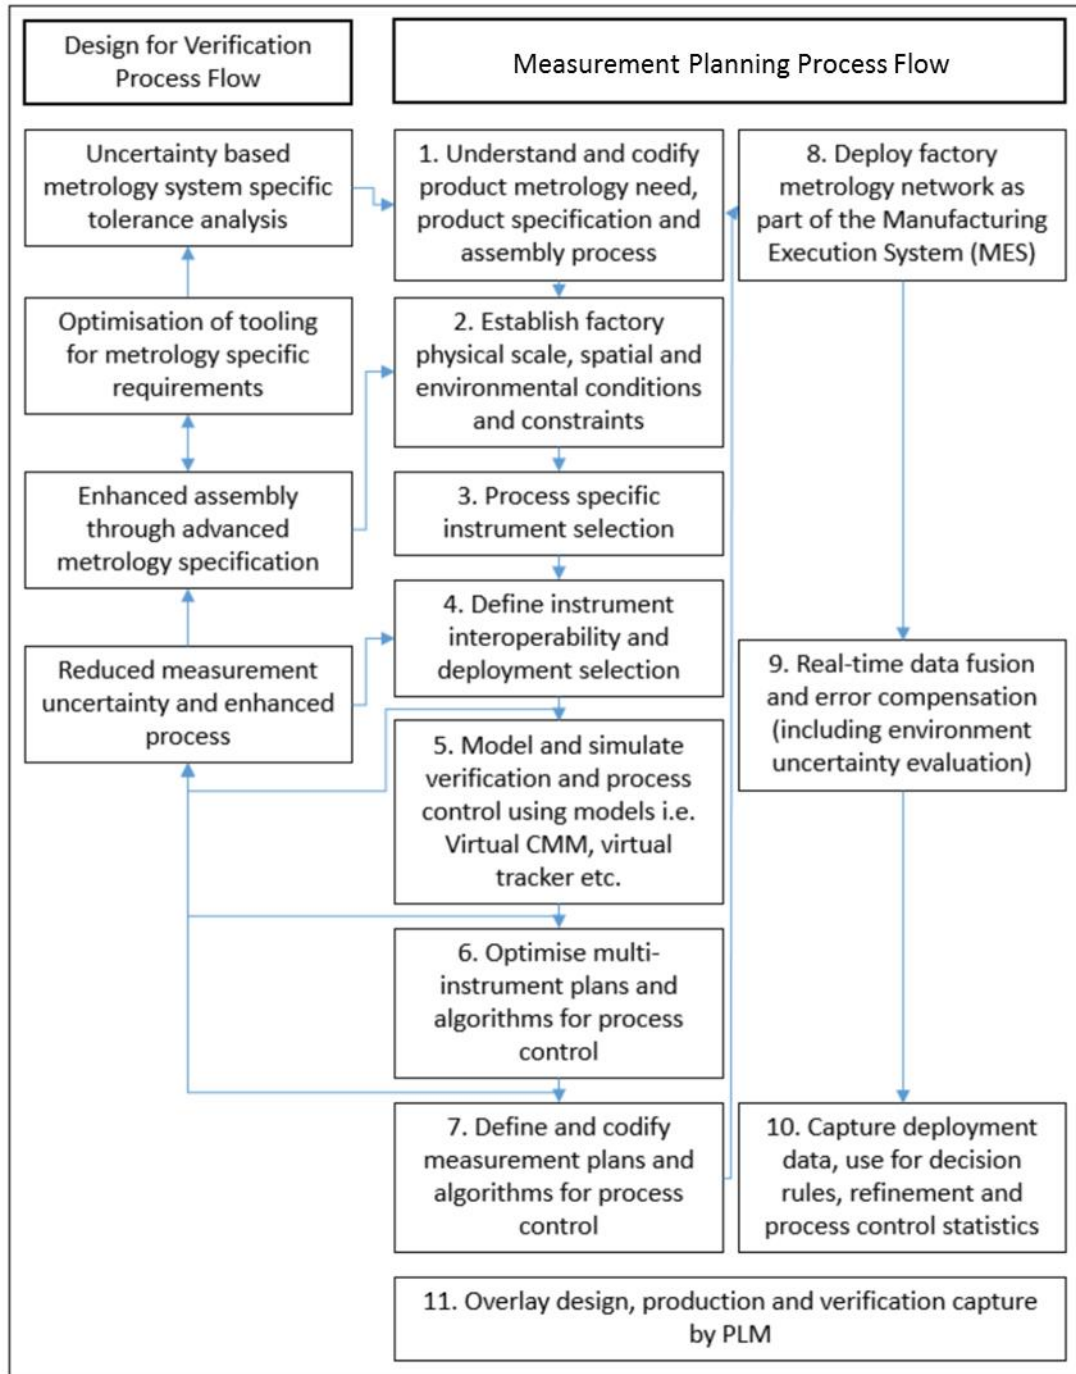 Design for Verification
Process Flow
Measurement Planning Process Flow
Uncertainty based
metrology system specific
tolerance analysis
Optimisation of tooling
for metrology specific
requirements
Enhanced assembly
through advanced
metrology specification
Reduced measurement
uncertainty and enhanced
process
1. Understand and codify
product metrology need,
product specification and
assembly process
2. Establish factory
physical scale, spatial and
environmental conditions
and constraints
3. Process specific
instrument selection
4. Define instrument
interoperability and
deployment selection
5. Model and simulate
verification and process
control using models i.e.
Virtual CMM, virtual
tracker etc.
6. Optimise multi-
instrument plans and
algorithms for process
control
7. Define and codify
measurement plans and
algorithms for process
control
8. Deploy factory
metrology network as
part of the Manufacturing
Execution System (MES)
9. Real-time data fusion
and error compensation
(including environment
uncertainty evaluation)
10. Capture deployment
data, use for decision
rules, refinement and
process control statistics
11. Overlay design, production and verification capture
by PLM